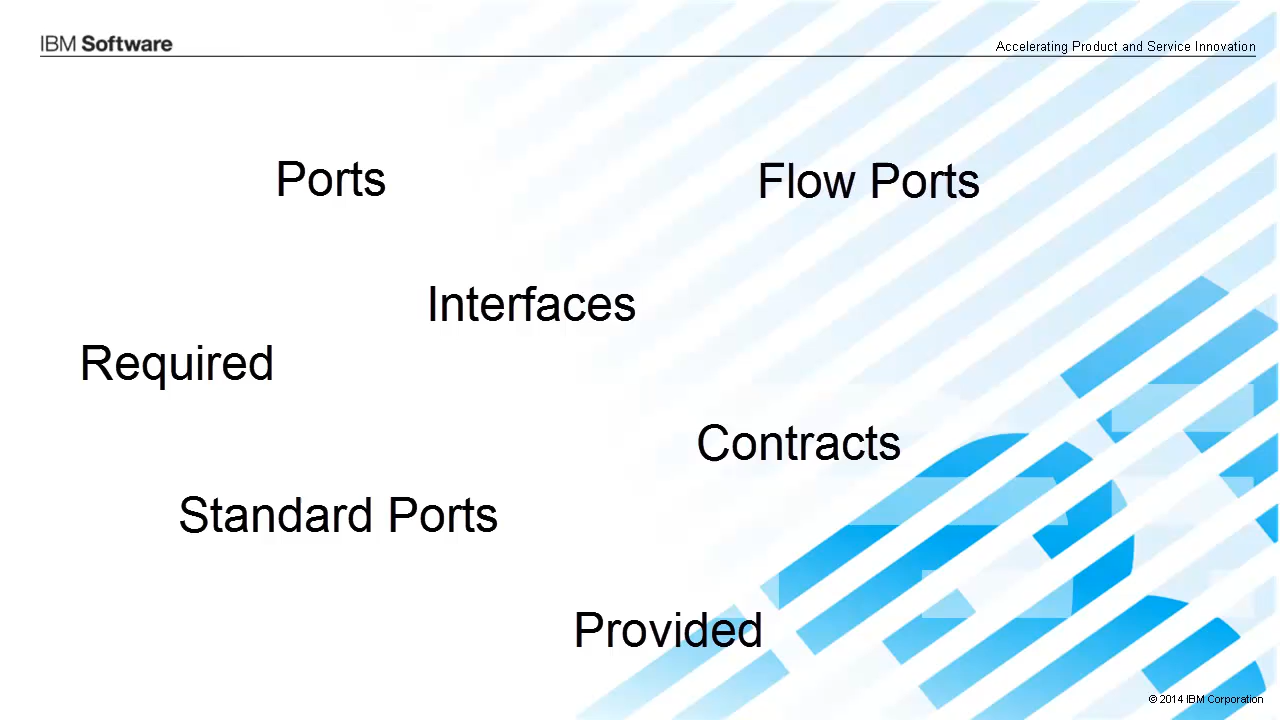 IBM Software
Accelerating Product and Service Innovation
Ports
Flow Ports
Interfaces
Required
Contracts
Standard Ports
Provided
© 2014 IBM Corporation